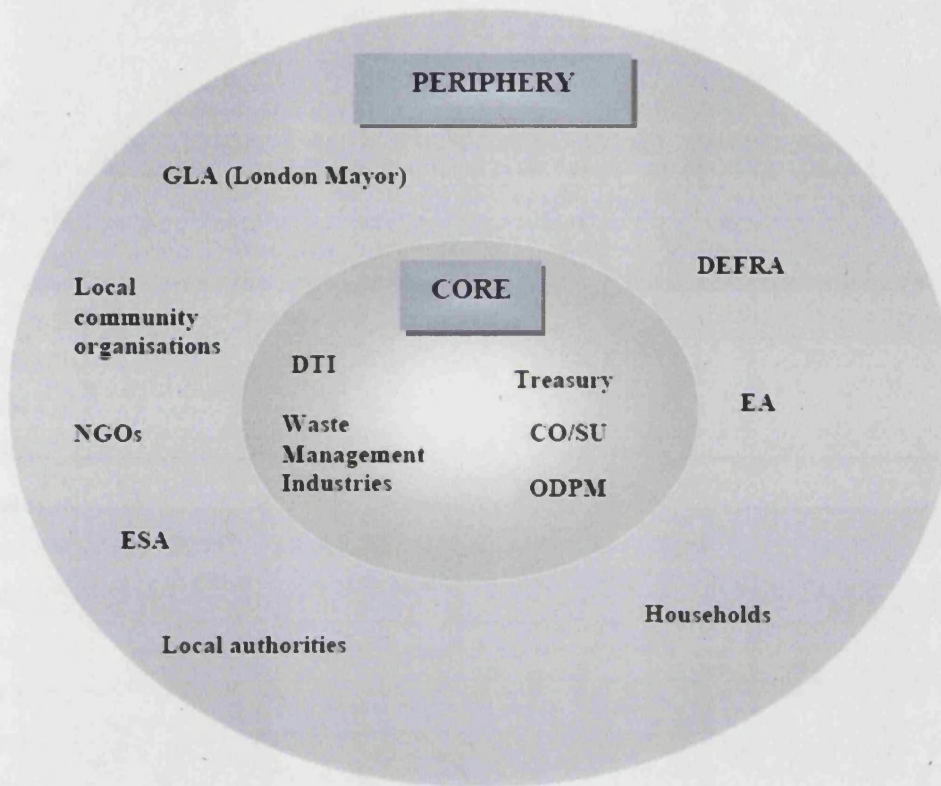 PERIPHERY
GLA (London Mayor)
DEFRA
Local
community
organisations
CORE
DTI
Treasury
EA
NGOs
Waste
Management
Industries
CO/SU
ODPM
ESA
Households
Local authorities